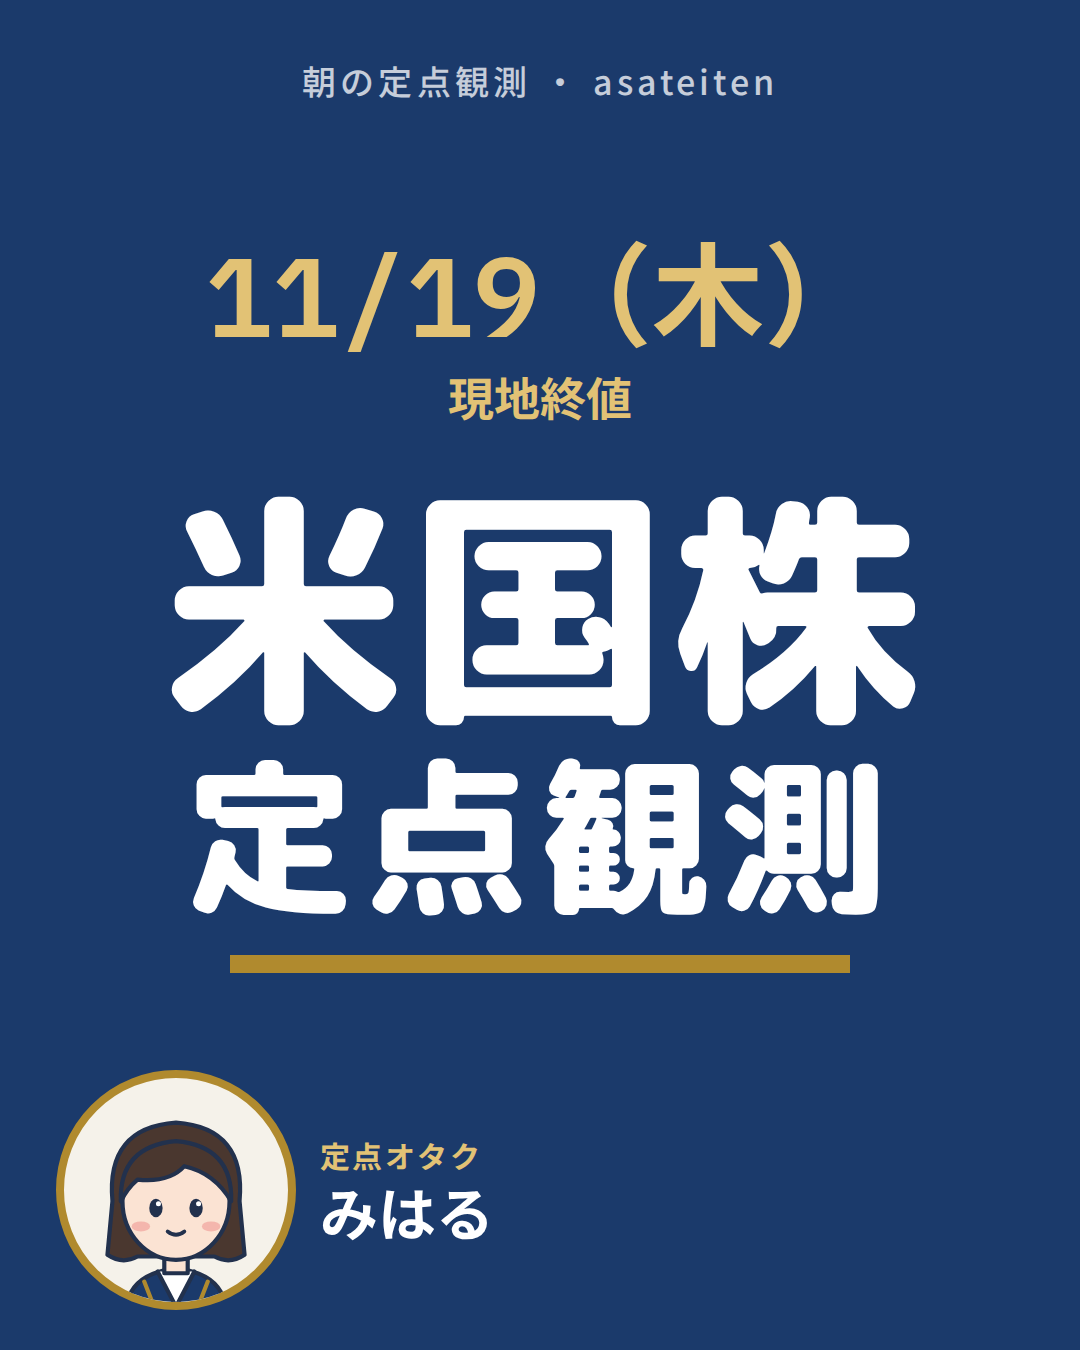 朝の定点観測 ・ asateiten
11/19（木）
現地終値
米国株
定点観測
定点オタク
みはる